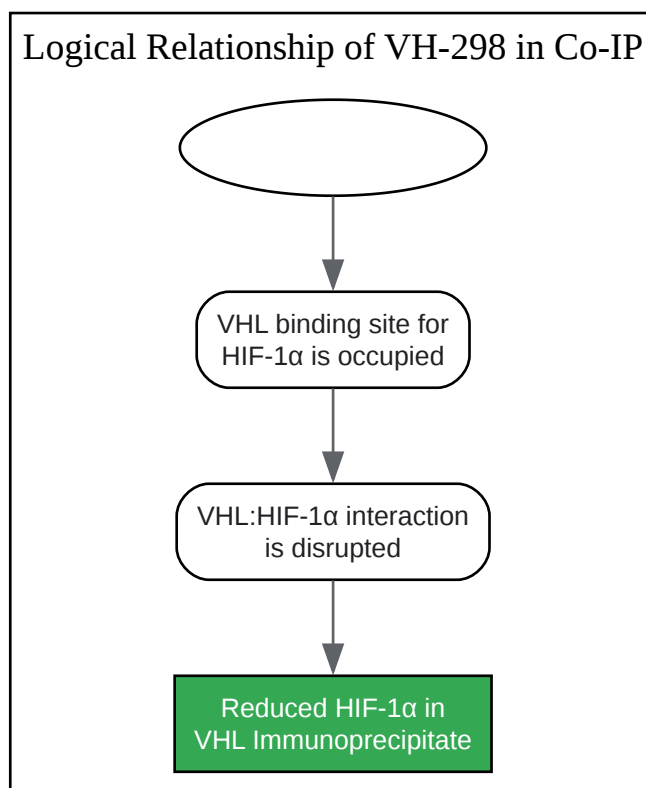 Logical Relationship of VH-298 in Co-IP
VHL binding site for
HIF-1α is occupied
VHL:HIF-1α interaction
is disrupted
Reduced HIF-1α in
VHL Immunoprecipitate